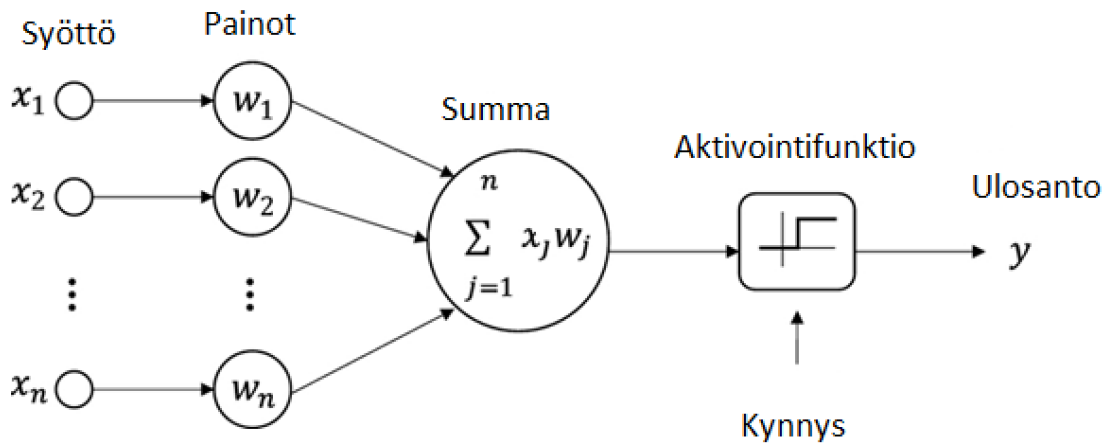 Syöttö
Painot
Summa
Aktivointifunktio
Ulosanto
x₁
w₁
x₂
w₂
⋮
⋮
xₙ
wₙ
n
∑ xⱼwⱼ
j=1
y
Kynnys